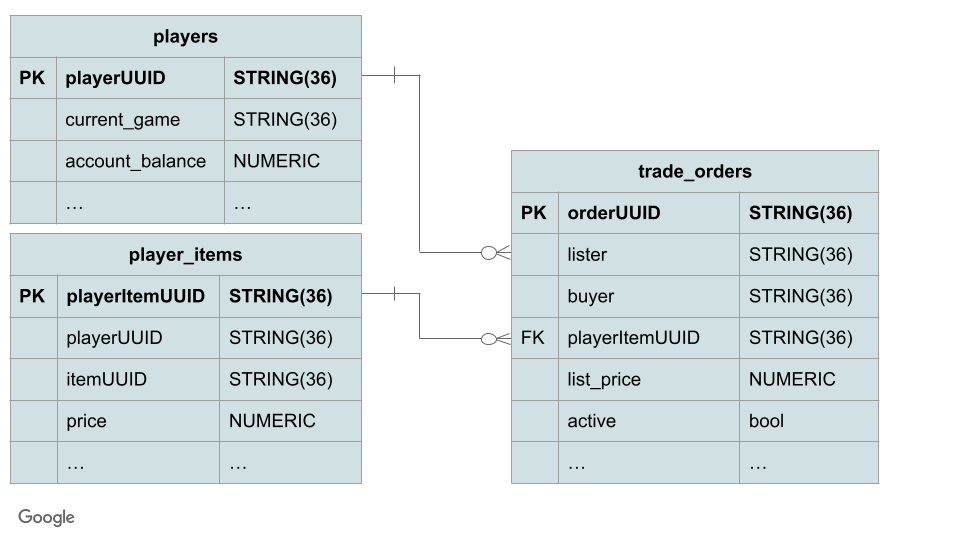 players
PK playerUUID STRING(36)
current_game STRING(36)
account_balance NUMERIC
… …
player_items
PK playerItemUUID STRING(36)
playerUUID STRING(36)
itemUUID STRING(36)
price NUMERIC
… …
trade_orders
PK orderUUID STRING(36)
lister STRING(36)
buyer STRING(36)
FK playerItemUUID STRING(36)
list_price NUMERIC
active bool
… …
Google